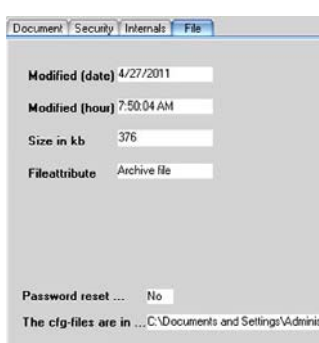 Document Security Internals File
Modified (date) 4/27/2011
Modified (hour) 7:50:04 AM
Size in kb 376
Fileattribute Archive file
Password reset ... No
The cfg-files are in ... C:\Documents and Settings\Adminis